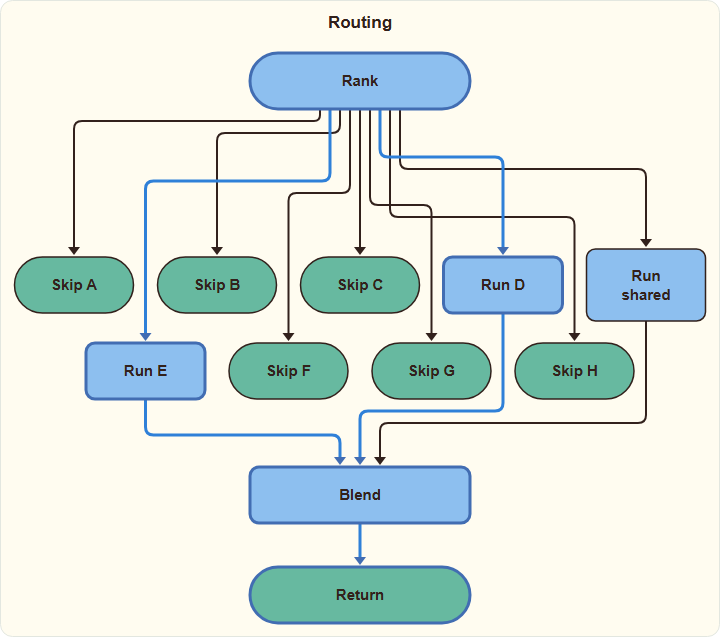 Routing
Rank
Skip A
Skip B
Skip C
Run D
Run
shared
Run E
Skip F
Skip G
Skip H
Blend
Return